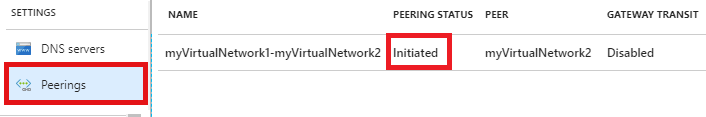 SETTINGS
DNS servers
Peerings
NAME PEERING STATUS PEER GATEWAY TRANSIT
myVirtualNetwork1-myVirtualNetwork2 Initiated myVirtualNetwork2 Disabled